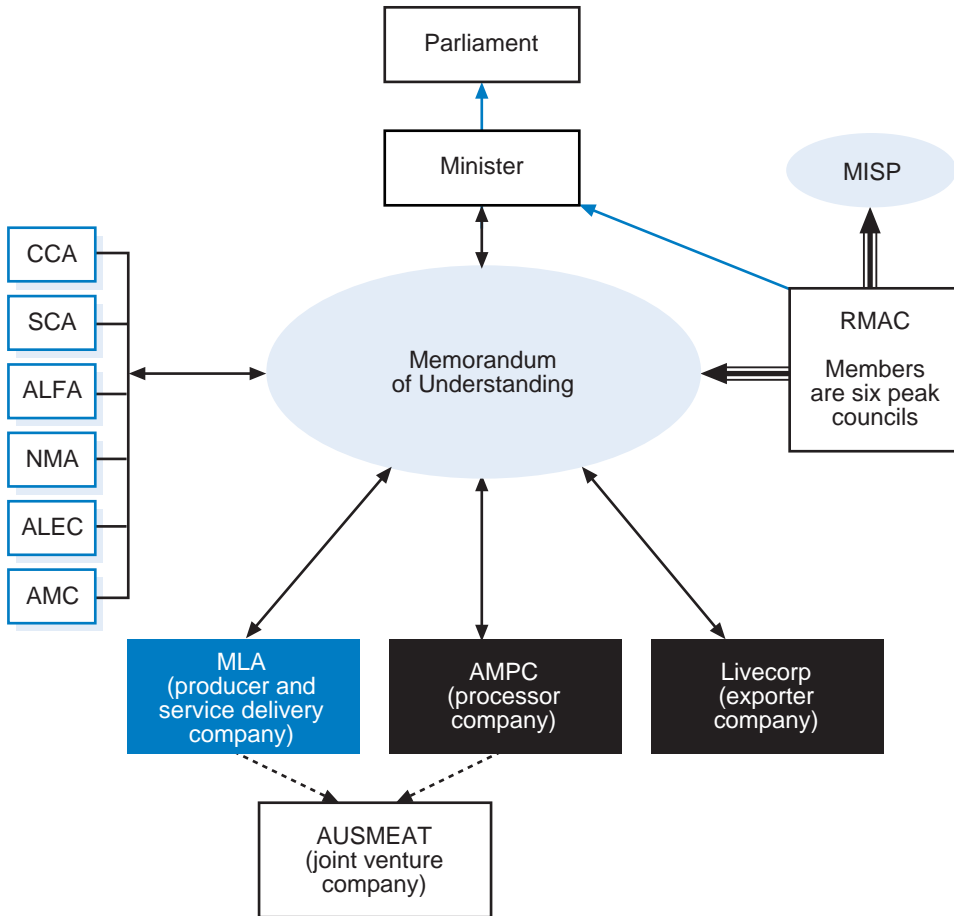 Parliament
Minister
MISP
CCA
SCA
ALFA
NMA
ALEC
AMC
Memorandum
of Understanding
RMAC
Members
are six peak
councils
MLA
(producer and
service delivery
company)
AMPC
(processor
company)
Livecorp
(exporter
company)
AUSMEAT
(joint venture
company)